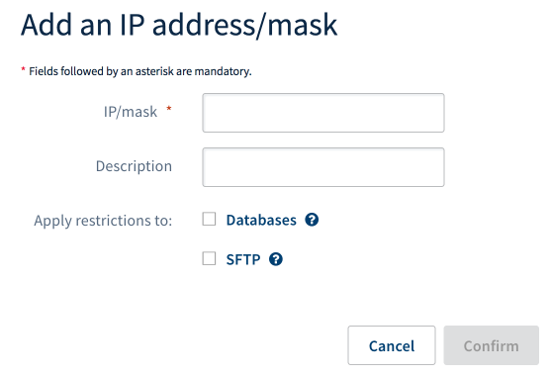 Add an IP address/mask
* Fields followed by an asterisk are mandatory.
IP/mask *
Description
Apply restrictions to: Databases ?
SFTP ?
Cancel Confirm